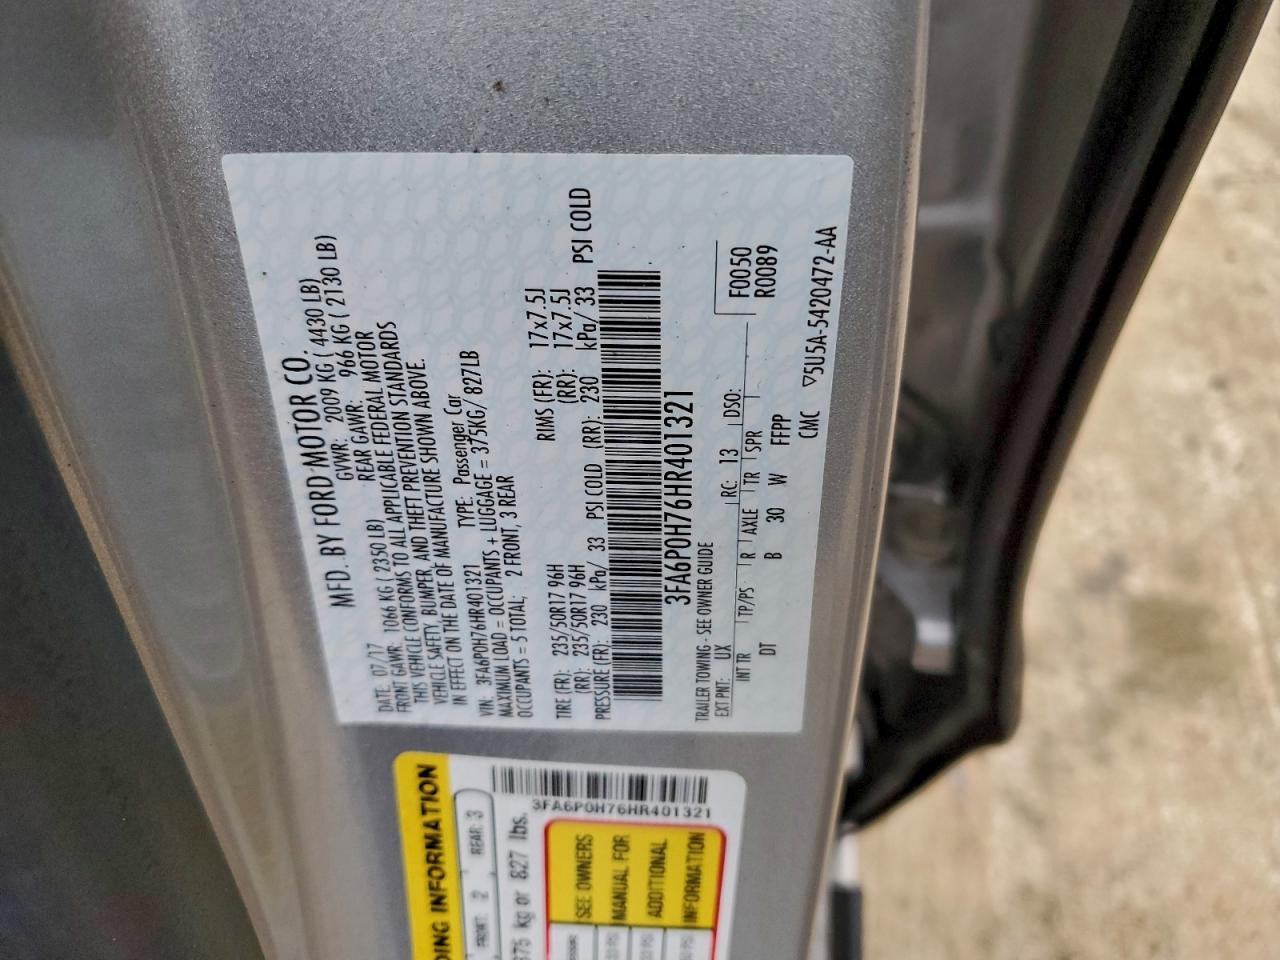 MFD. BY FORD MOTOR CO.
DATE: 07/17 GVWR: 2009 KG ( 4430 LB)
FRONT GAWR: 1066 KG ( 2350 LB) REAR GAWR: 966 KG ( 2130 LB)
THIS VEHICLE CONFORMS TO ALL APPLICABLE FEDERAL MOTOR
VEHICLE SAFETY, BUMPER, AND THEFT PREVENTION STANDARDS
IN EFFECT ON THE DATE OF MANUFACTURE SHOWN ABOVE.
VIN: 3FA6P0H76HR401321 TYPE: Passenger Car
MAXIMUM LOAD = OCCUPANTS + LUGGAGE = 375KG/ 827LB
OCCUPANTS = 5 TOTAL; 2 FRONT, 3 REAR
TIRE (FR): 235/50R17 96H RIMS (FR): 17x7.5J
(RR): 235/50R17 96H (RR): 17x7.5J
PRESSURE (FR): 230 kPa/ 33 PSI COLD (RR): 230 kPa/ 33 PSI COLD
3FA6P0H76HR401321
TRAILER TOWING - SEE OWNER GUIDE
EXT PNT: UX RC: 13 DSO: F0050
R0089
INT TR TP/PS R AXLE TR SPR
DT B 30 W FFPP
CMC ▽5U5A-5420472-AA
DING INFORMATION
FRONT: 2 REAR: 3
375 kg or 827 lbs.
3FA6P0H76HR401321
SEE OWNERS
MANUAL FOR
ADDITIONAL
INFORMATION